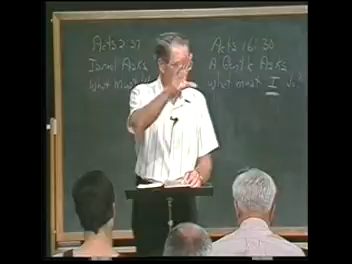 Acts 2:37
Israel Asks
What must
Acts 16:30
A Gentile Asks
What must I do?